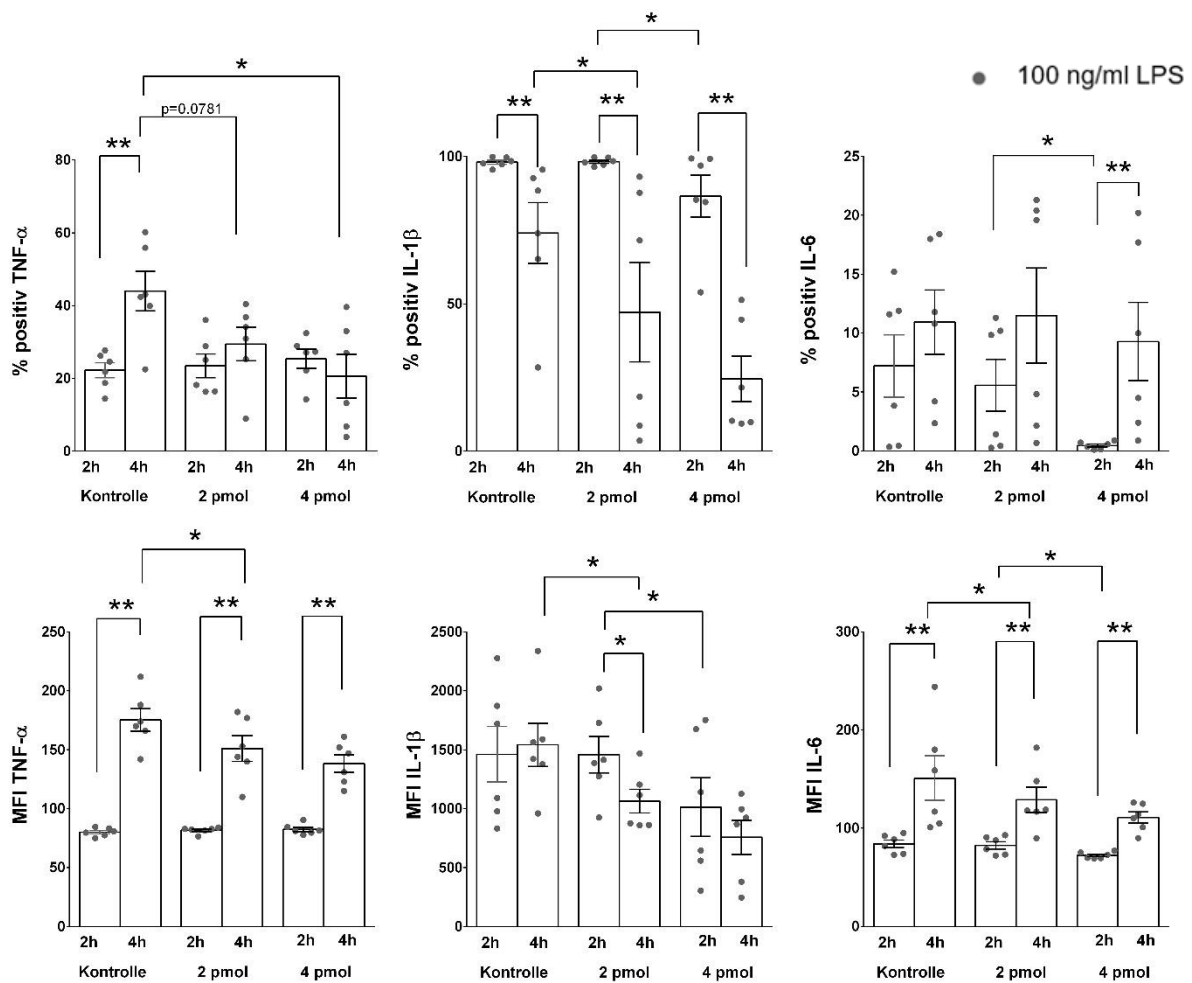 *
*
*
p=0.0781
**
80
60
40
20
0
% positiv TNF-α
2h 4h 2h 4h 2h 4h
Kontrolle 2 pmol 4 pmol
*
*
** ** **
100
50
0
% positiv IL-1β
2h 4h 2h 4h 2h 4h
Kontrolle 2 pmol 4 pmol
100 ng/ml LPS
*
**
25
20
15
10
5
0
% positiv IL-6
2h 4h 2h 4h 2h 4h
Kontrolle 2 pmol 4 pmol
*
** ** **
250
200
150
100
50
0
MFI TNF-α
2h 4h 2h 4h 2h 4h
Kontrolle 2 pmol 4 pmol
*
*
*
2500
2000
1500
1000
500
0
MFI IL-1β
2h 4h 2h 4h 2h 4h
Kontrolle 2 pmol 4 pmol
*
*
** ** **
300
200
100
0
MFI IL-6
2h 4h 2h 4h 2h 4h
Kontrolle 2 pmol 4 pmol